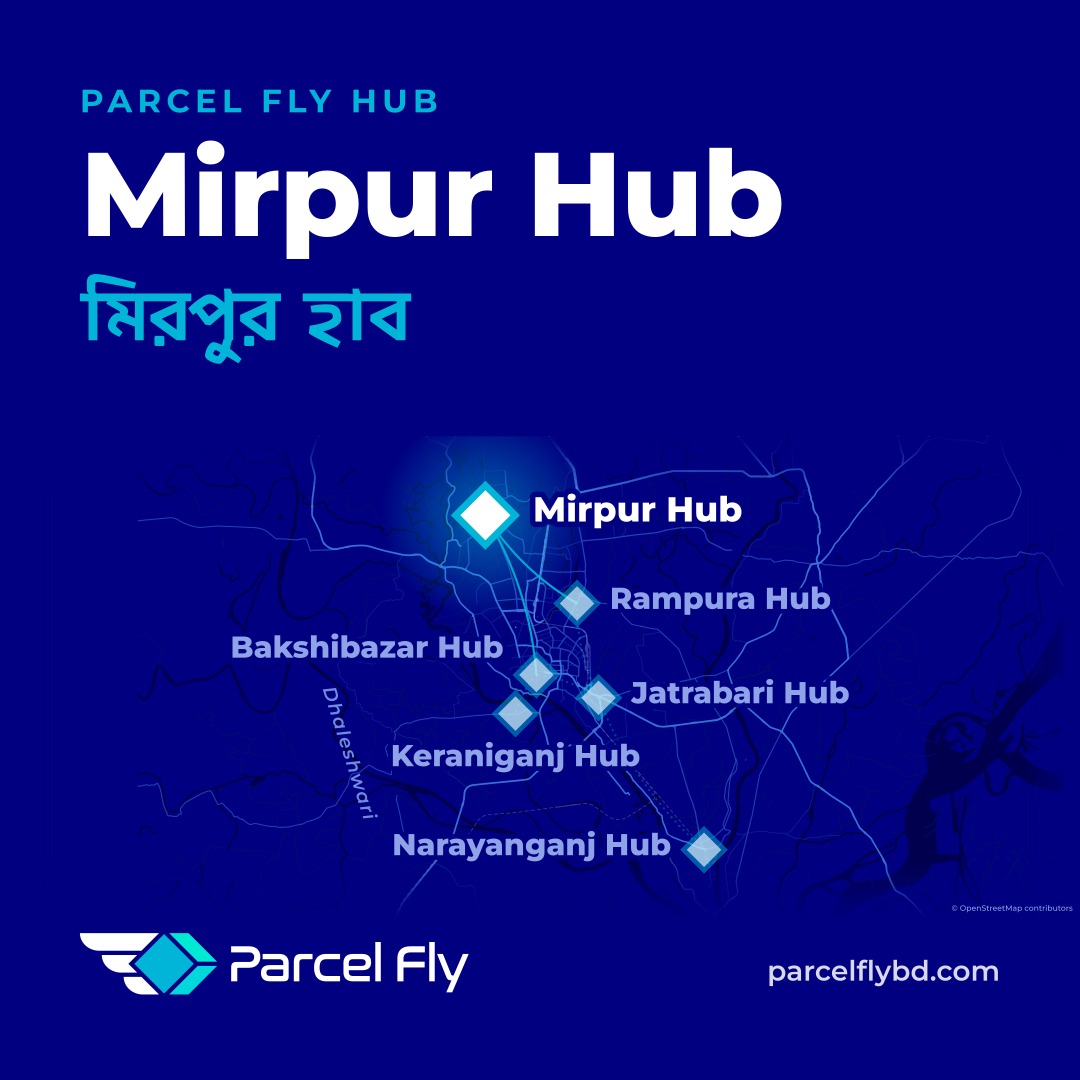 PARCEL FLY HUB
Mirpur Hub
মিরপুর হাব
Mirpur Hub
Rampura Hub
Bakshibazar Hub
Jatrabari Hub
Dhaleshwari
Keraniganj Hub
Narayanganj Hub
© OpenStreetMap contributors
Parcel Fly
parcelflybd.com